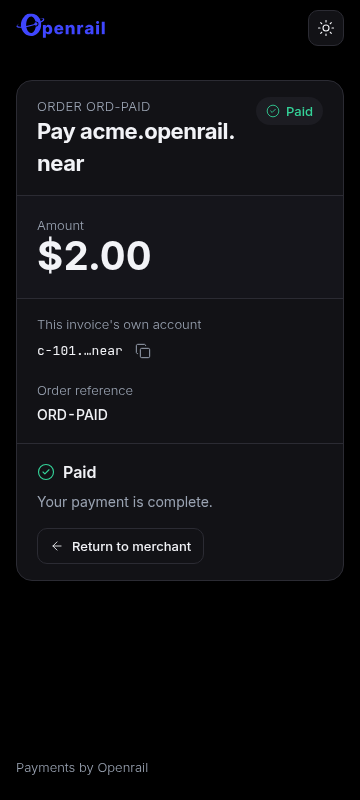 Openrail
ORDER ORD-PAID
Paid
Pay acme.openrail.
near
Amount
$2.00
This invoice's own account
c-101.…near
Order reference
ORD-PAID
Paid
Your payment is complete.
Return to merchant
Payments by Openrail